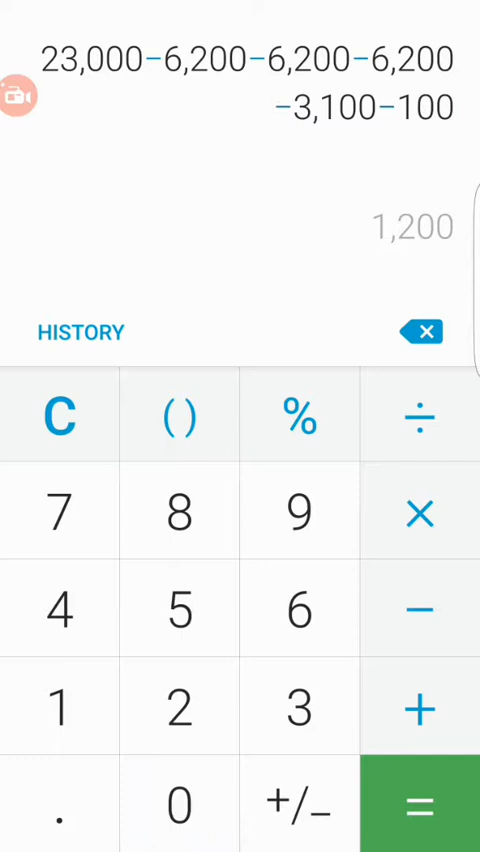 23,000−6,200−6,200−6,200
−3,100−100
1,200
HISTORY
C () % ÷
7 8 9 ×
4 5 6 −
1 2 3 +
. 0 +/− =